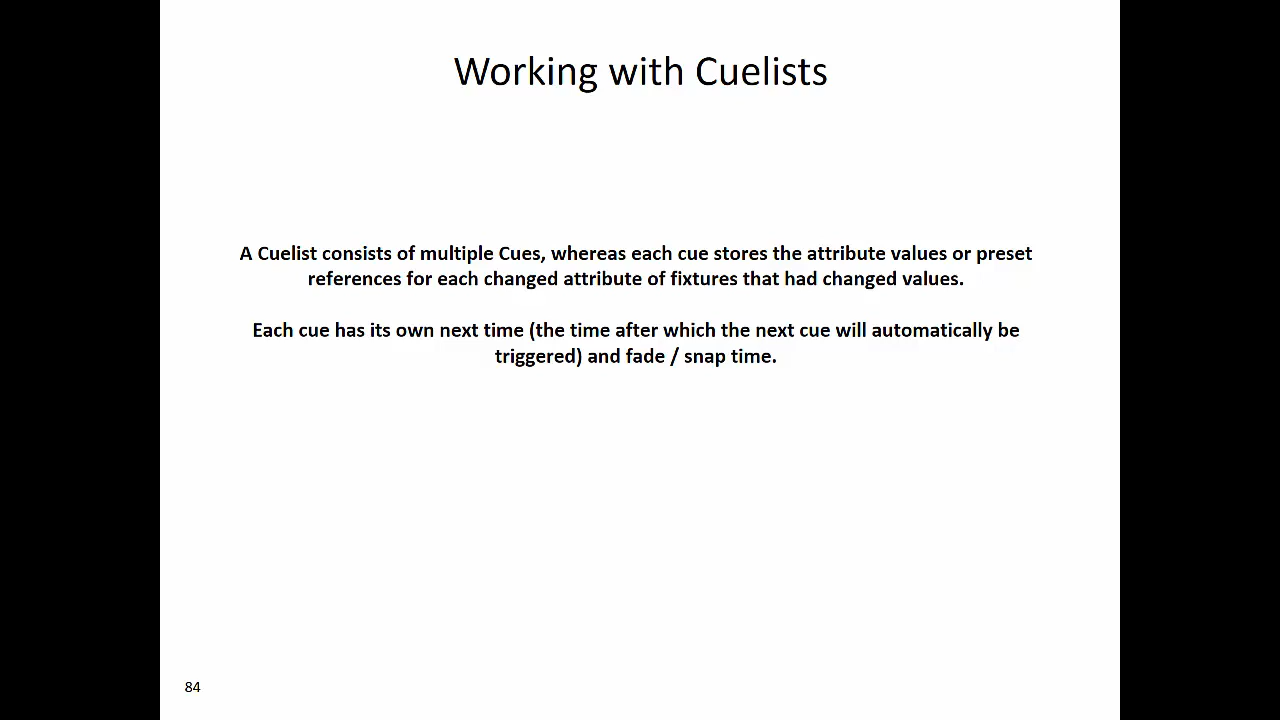 Working with Cuelists
A Cuelist consists of multiple Cues, whereas each cue stores the attribute values or preset
references for each changed attribute of fixtures that had changed values.
Each cue has its own next time (the time after which the next cue will automatically be
triggered) and fade / snap time.
84